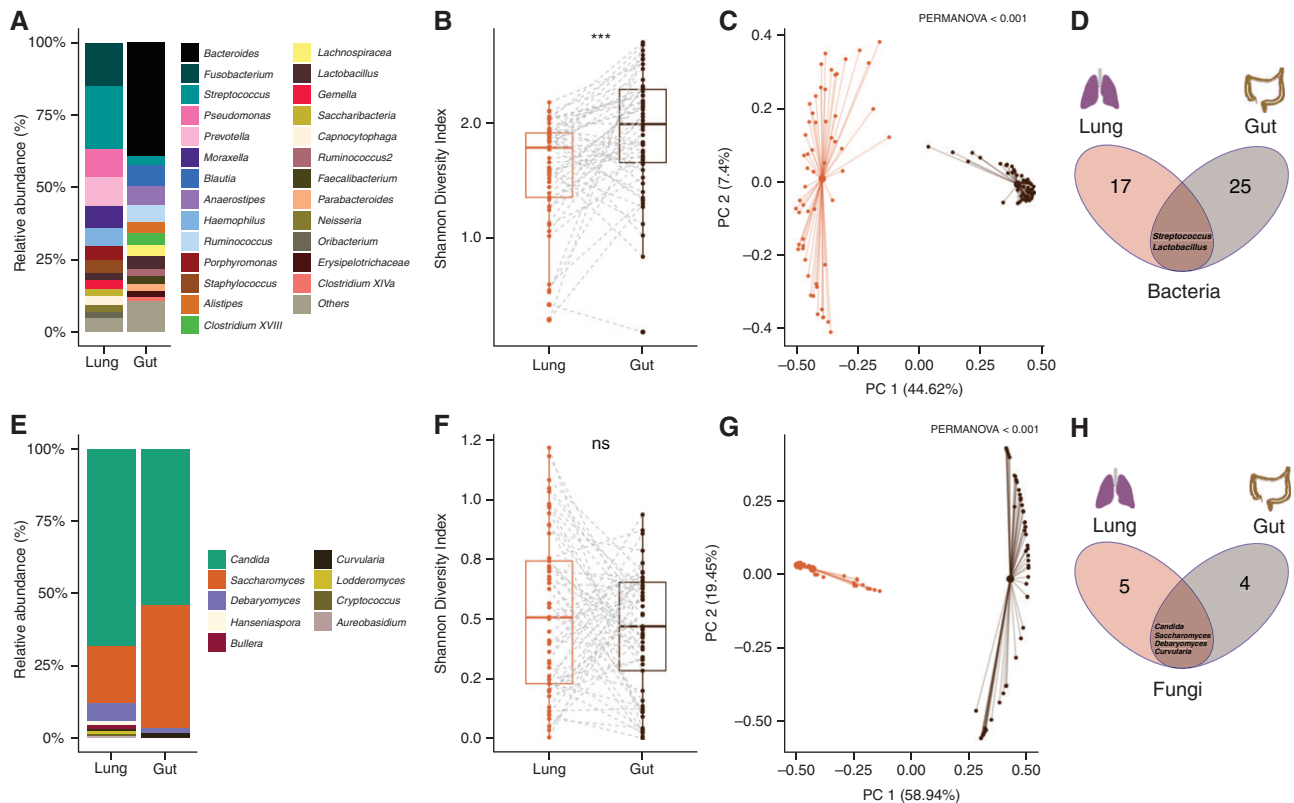 A
100%
75%
50%
25%
0%
Relative abundance (%)
Lung
Gut
Bacteroides
Fusobacterium
Streptococcus
Pseudomonas
Prevotella
Moraxella
Blautia
Anaerostipes
Haemophilus
Ruminococcus
Porphyromonas
Staphylococcus
Alistipes
Clostridium XVIII
Lachnospiracea
Lactobacillus
Gemella
Saccharibacteria
Capnocytophaga
Ruminococcus2
Faecalibacterium
Parabacteroides
Neisseria
Oribacterium
Erysipelotrichaceae
Clostridium XIVa
Others
B
***
2.0
1.0
Shannon Diversity Index
Lung
Gut
C
PERMANOVA < 0.001
0.4
0.2
0.0
−0.2
−0.4
PC 2 (7.4%)
−0.50
−0.25
0.00
0.25
0.50
PC 1 (44.62%)
D
Lung
Gut
17
25
Streptococcus
Lactobacillus
Bacteria
E
100%
75%
50%
25%
0%
Relative abundance (%)
Lung
Gut
Candida
Saccharomyces
Debaryomyces
Hanseniaspora
Bullera
Curvularia
Lodderomyces
Cryptococcus
Aureobasidium
F
ns
1.2
1.0
0.8
0.5
0.2
0.0
Shannon Diversity Index
Lung
Gut
G
PERMANOVA < 0.001
0.25
0.00
−0.25
−0.50
PC 2 (19.45%)
−0.50
−0.25
0.00
0.25
0.50
PC 1 (58.94%)
H
Lung
Gut
5
4
Candida
Saccharomyces
Debaryomyces
Curvularia
Fungi